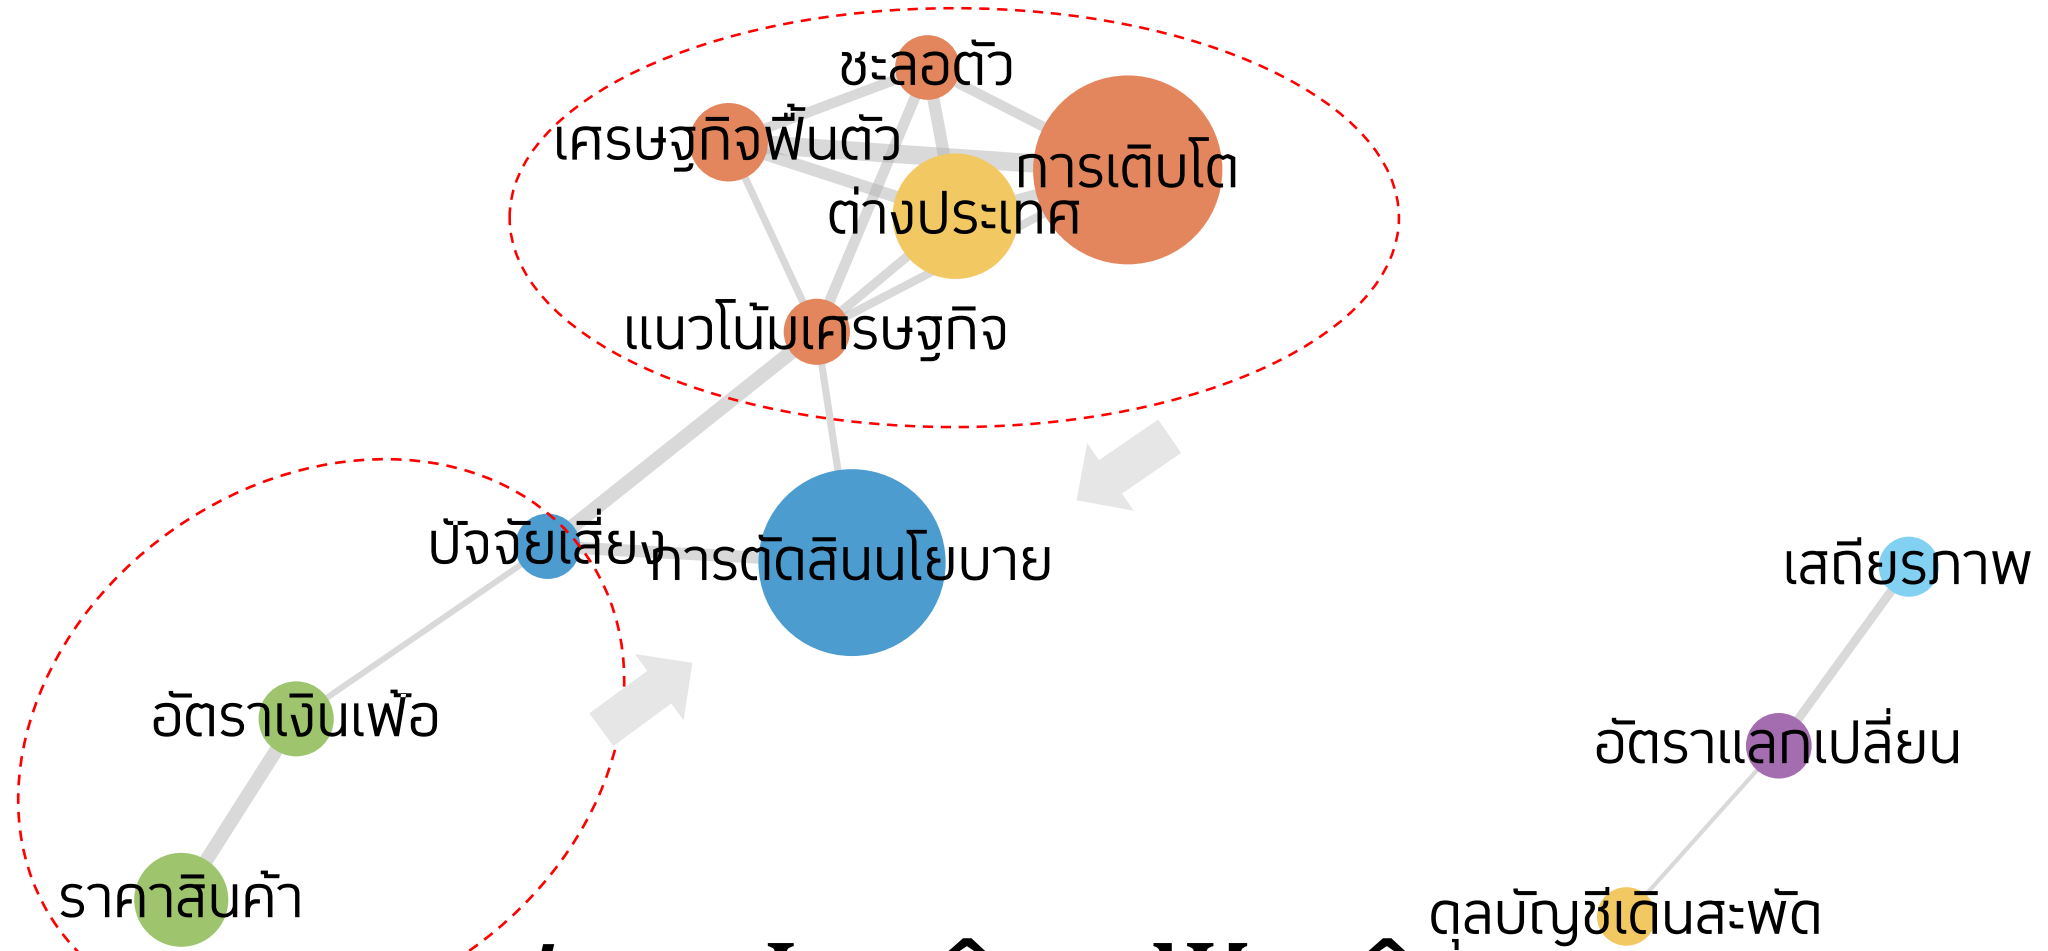 ชะลอตัว
เศรษฐกิจฟื้นตัว
การเติบโต
ต่างประเทศ
แนวโน้มเศรษฐกิจ
ปัจจัยเสี่ยง
การตัดสินนโยบาย
เสถียรภาพ
อัตราเงินเฟ้อ
อัตราแลกเปลี่ยน
ราคาสินค้า
ดุลบัญชีเดินสะพัด